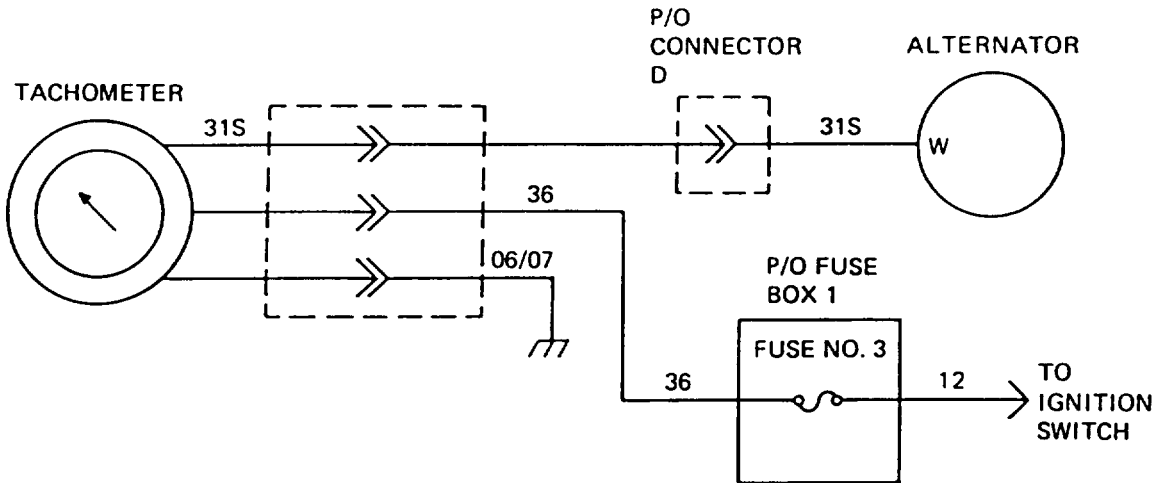 P/O
CONNECTOR
D
ALTERNATOR
TACHOMETER
31S
31S
W
36
06/07
P/O FUSE
BOX 1
FUSE NO. 3
36
12
TO
IGNITION
SWITCH